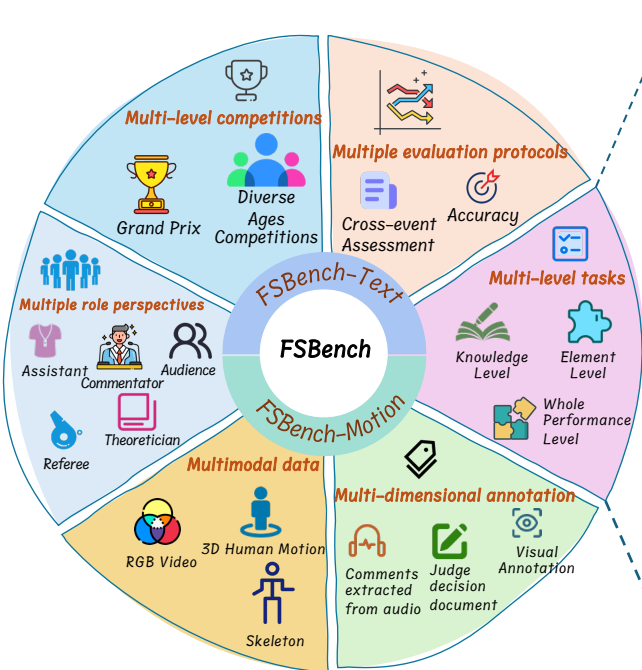 Multi-level competitions
Grand Prix
Diverse
Ages
Competitions
Multiple evaluation protocols
Cross-event
Assessment
Accuracy
Multi-level tasks
Knowledge
Level
Element
Level
Whole
Performance
Level
Multiple role perspectives
Assistant
Commentator
Audience
Referee
Theoretician
FSBench-Text
FSBench
FSBench-Motion
Multimodal data
RGB Video
3D Human Motion
Skeleton
Multi-dimensional annotation
Comments
extracted
from audio
Judge
decision
document
Visual
Annotation